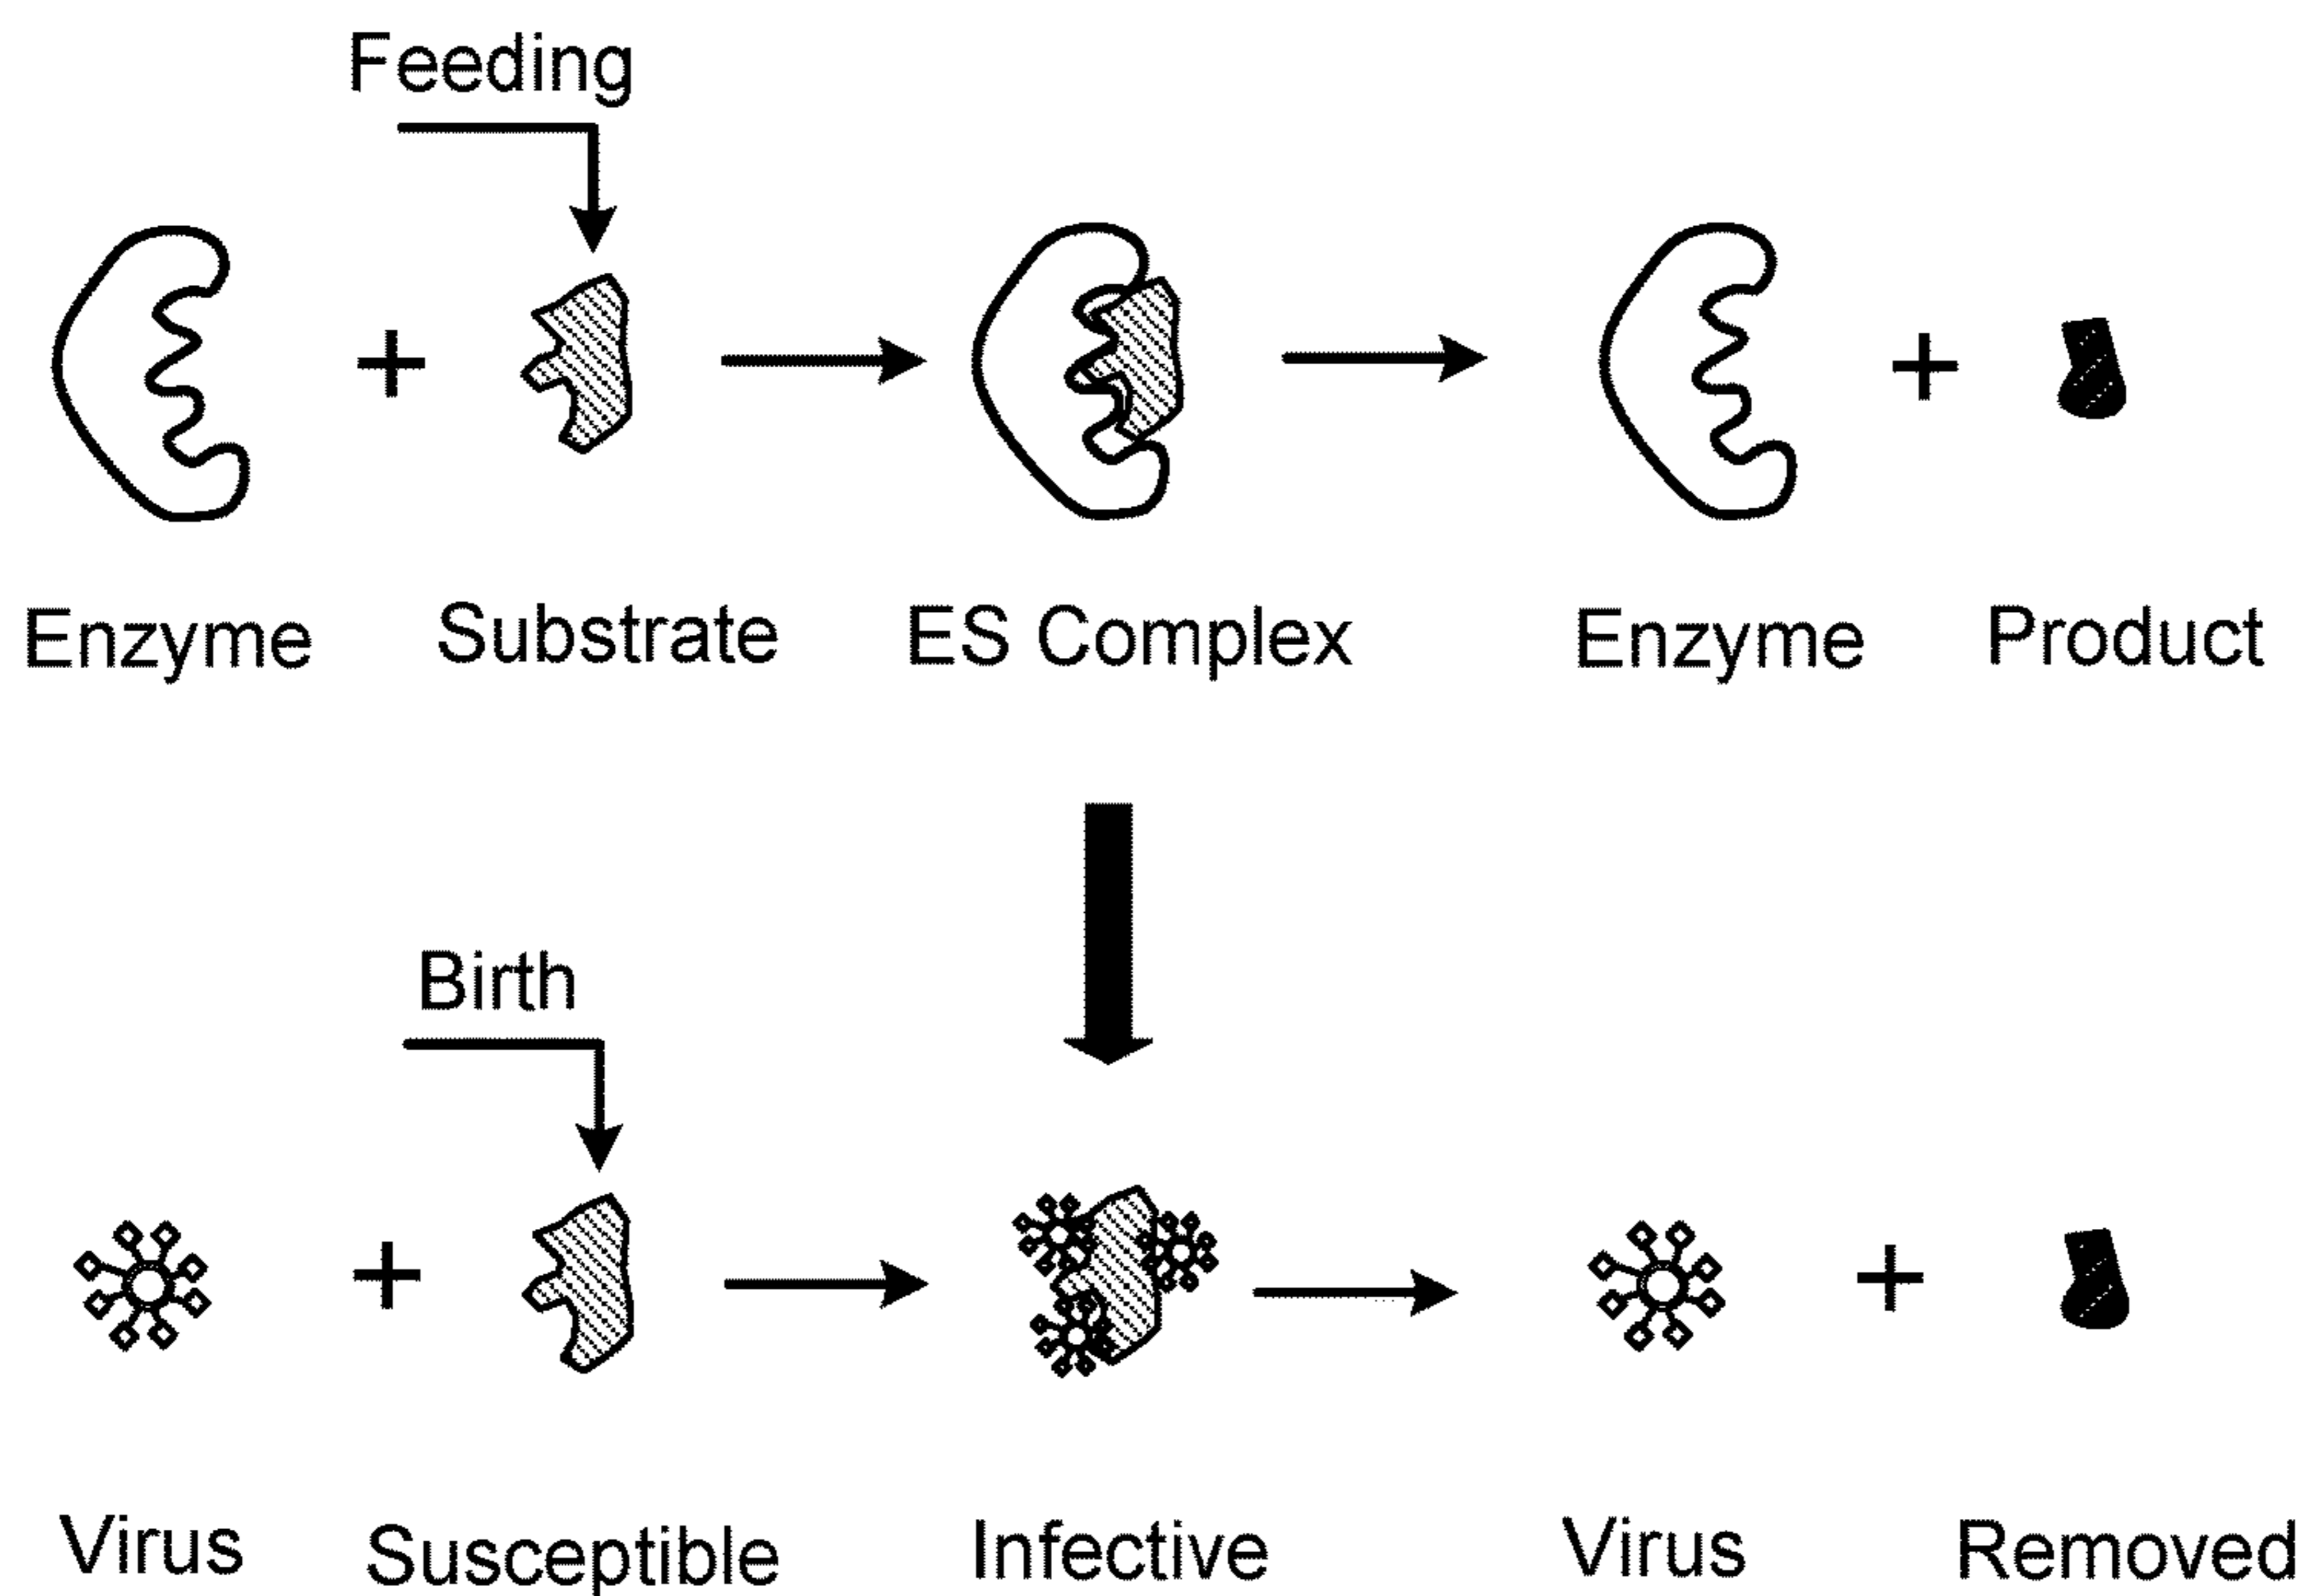 Feeding
+
+
Enzyme Substrate ES Complex Enzyme Product
Birth
+
+
Virus Susceptible Infective Virus Removed